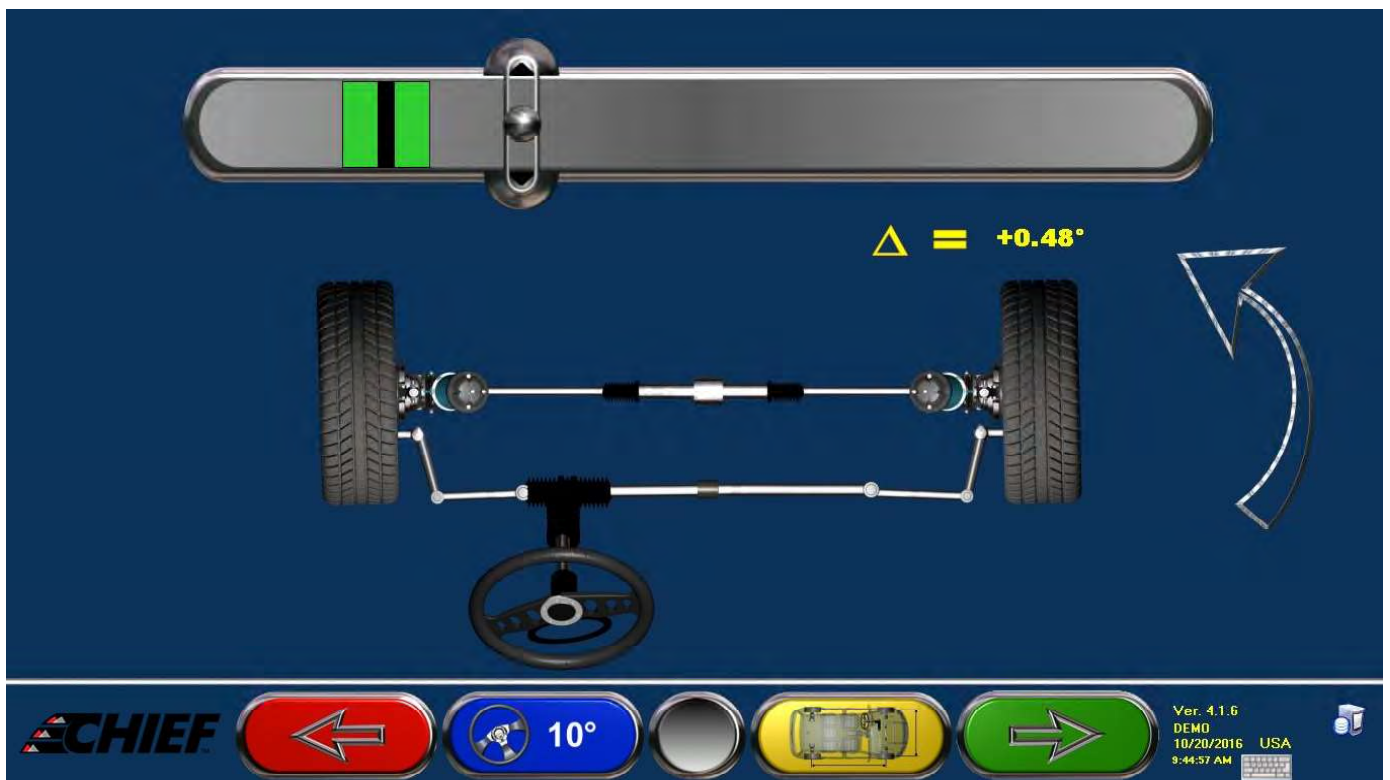 Δ = +0.48°
CHIEF
10°
Ver. 4.1.6
DEMO
10/20/2016 USA
9:44:57 AM